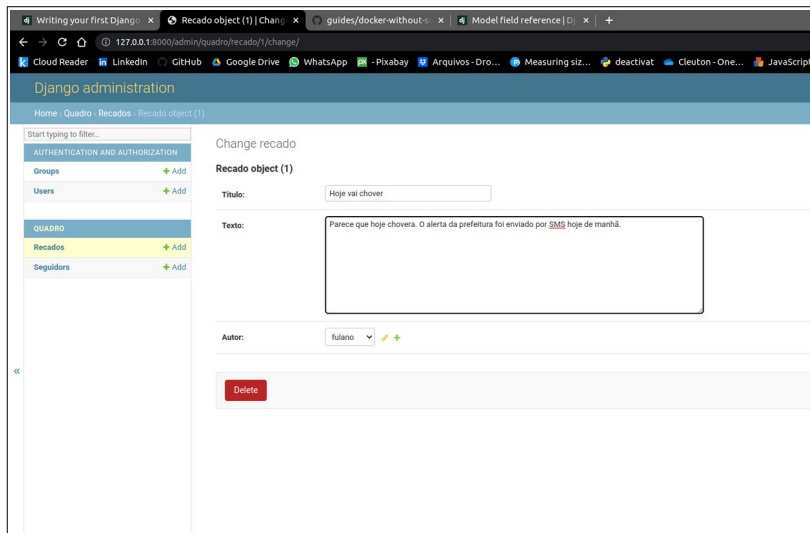 Writing your first Django
Recado object (1) | Chang
guides/docker-without-s
Model field reference | Dj
127.0.0.1:8000/admin/quadro/recado/1/change/
Cloud Reader LinkedIn GitHub Google Drive WhatsApp - Pixabay Arquivos - Dro... Measuring siz... deactivat Cleuton - One... JavaScript
Django administration
Home › Quadro › Recados › Recado object (1)
Start typing to filter...
AUTHENTICATION AND AUTHORIZATION
Groups + Add
Users + Add
QUADRO
Recados + Add
Seguidors + Add
«
Change recado
Recado object (1)
Titulo: Hoje vai chover
Texto: Parece que hoje chovera. O alerta da prefeitura foi enviado por SMS hoje de manhã.
Autor: fulano
Delete